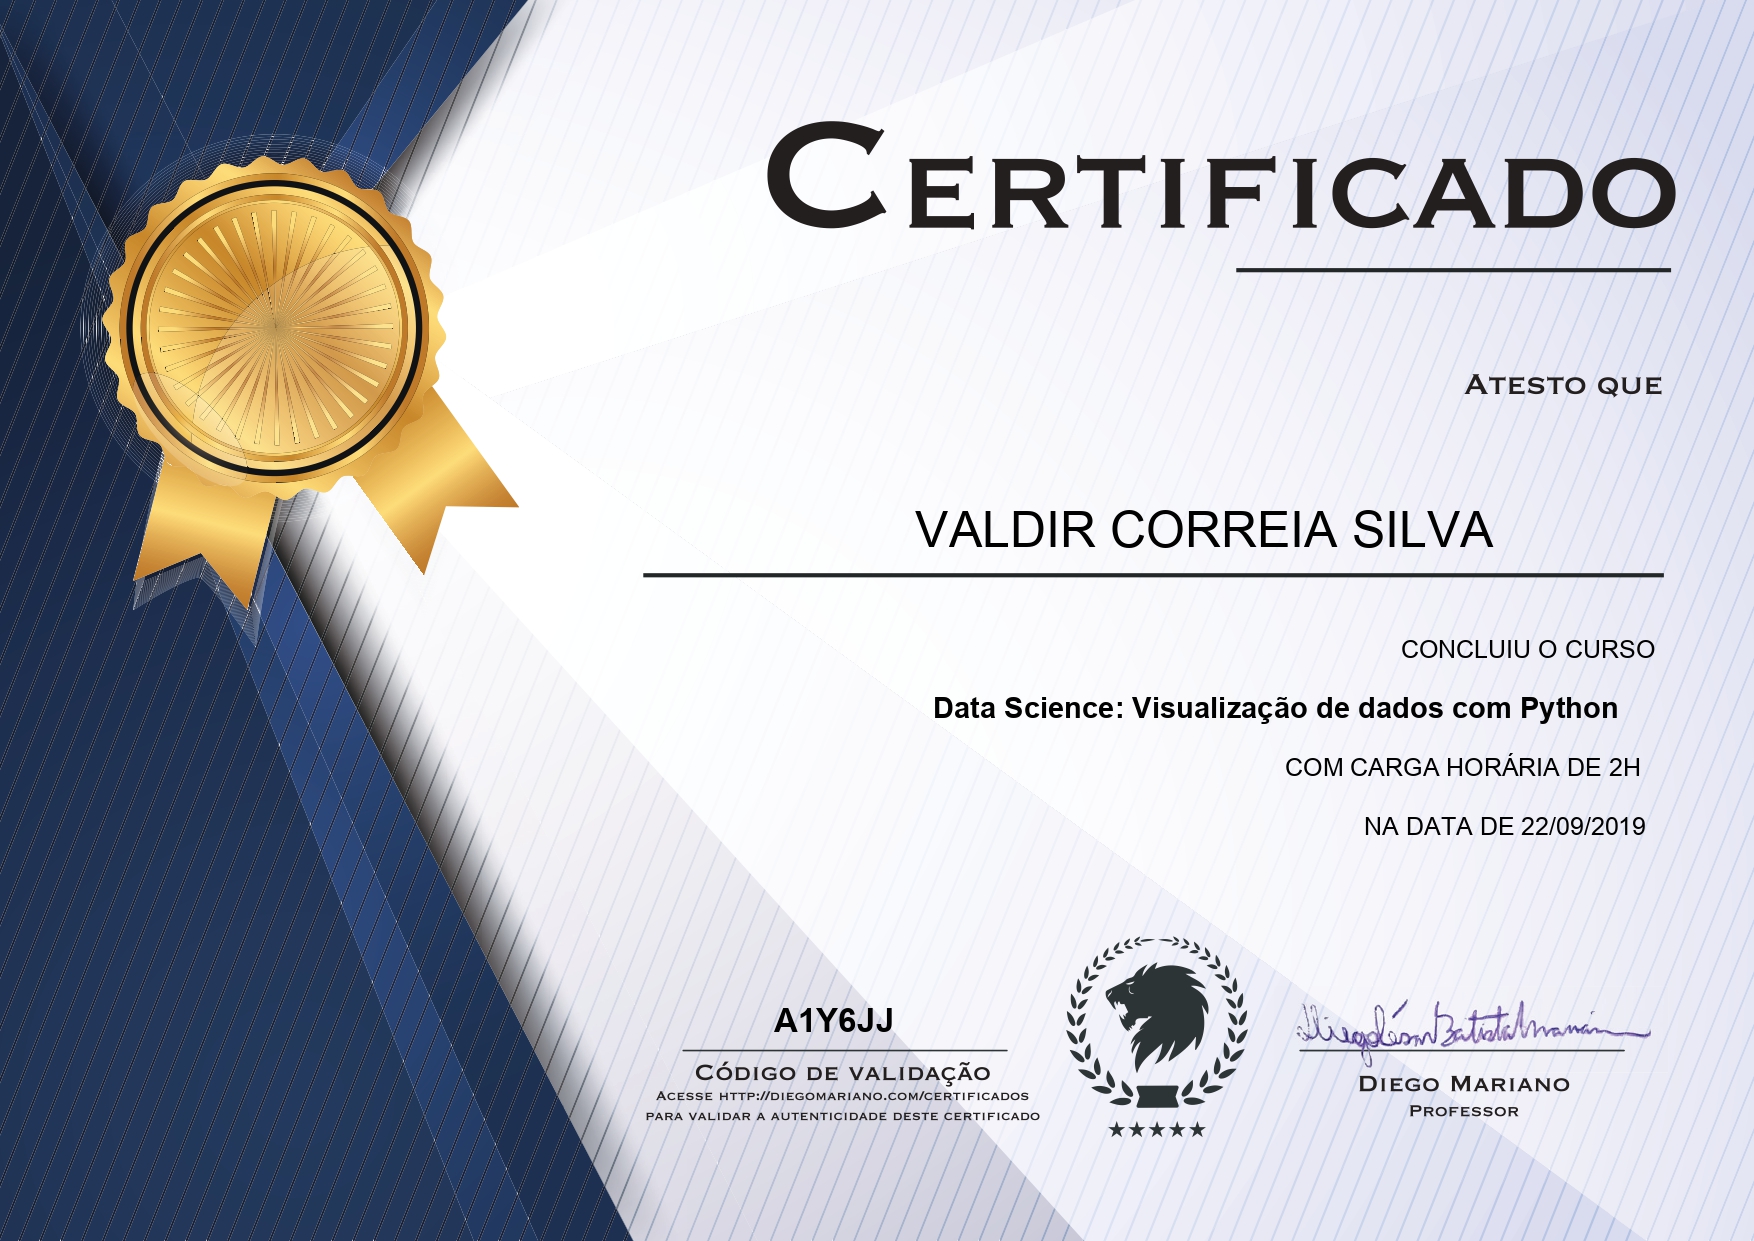 CERTIFICADO
ATESTO QUE
VALDIR CORREIA SILVA
CONCLUIU O CURSO
Data Science: Visualização de dados com Python
COM CARGA HORÁRIA DE 2H
NA DATA DE 22/09/2019
A1Y6JJ
CÓDIGO DE VALIDAÇÃO
ACESSE HTTP://DIEGOMARIANO.COM/CERTIFICADOS
PARA VALIDAR A AUTENTICIDADE DESTE CERTIFICADO
Diego César Batista Mariano
DIEGO MARIANO
PROFESSOR